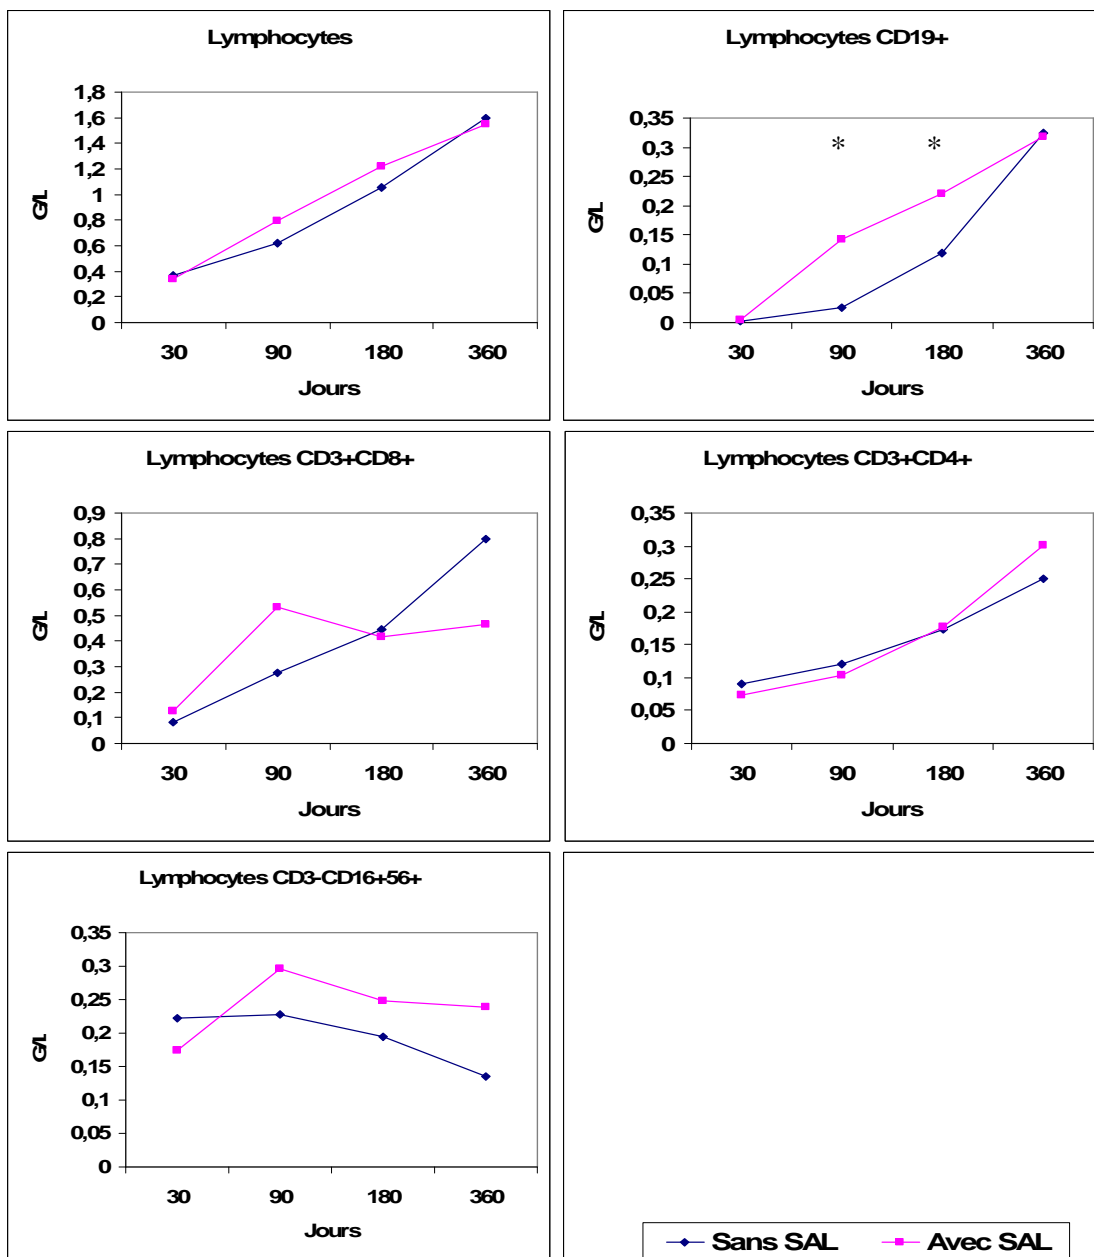 Lymphocytes
1,8
1,6
1,4
1,2
1
0,8
0,6
0,4
0,2
0
G/L
30 90 180 360
Jours
Lymphocytes CD19+
0,35
0,3
0,25
0,2
0,15
0,1
0,05
0
G/L
* *
30 90 180 360
Jours
Lymphocytes CD3+CD8+
0,9
0,8
0,7
0,6
0,5
0,4
0,3
0,2
0,1
0
G/L
30 90 180 360
Jours
Lymphocytes CD3+CD4+
0,35
0,3
0,25
0,2
0,15
0,1
0,05
0
G/L
30 90 180 360
Jours
Lymphocytes CD3-CD16+56+
0,35
0,3
0,25
0,2
0,15
0,1
0,05
0
G/L
30 90 180 360
Jours
Sans SAL Avec SAL